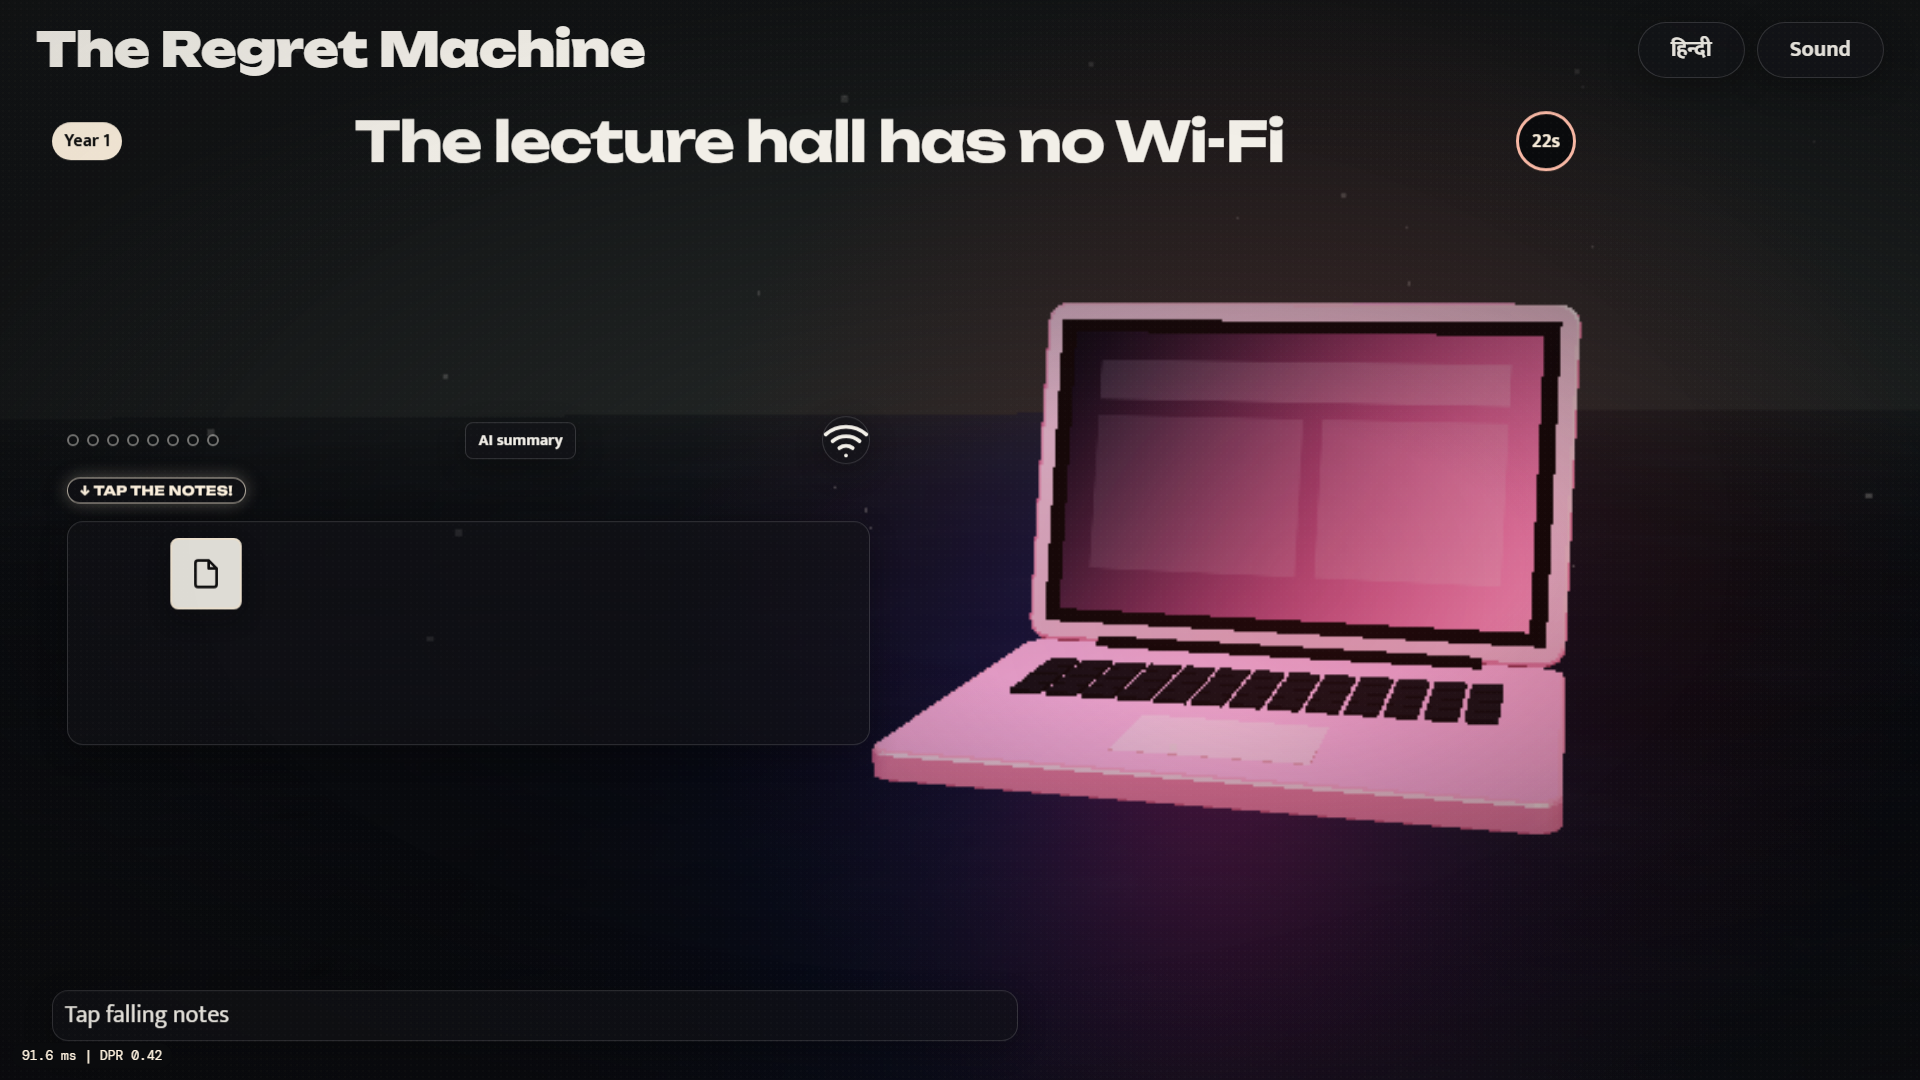 The Regret Machine
हिन्दी
Sound
Year 1
The lecture hall has no Wi-Fi
22s
AI summary
↓ TAP THE NOTES!
Tap falling notes
91.6 ms | DPR 0.42